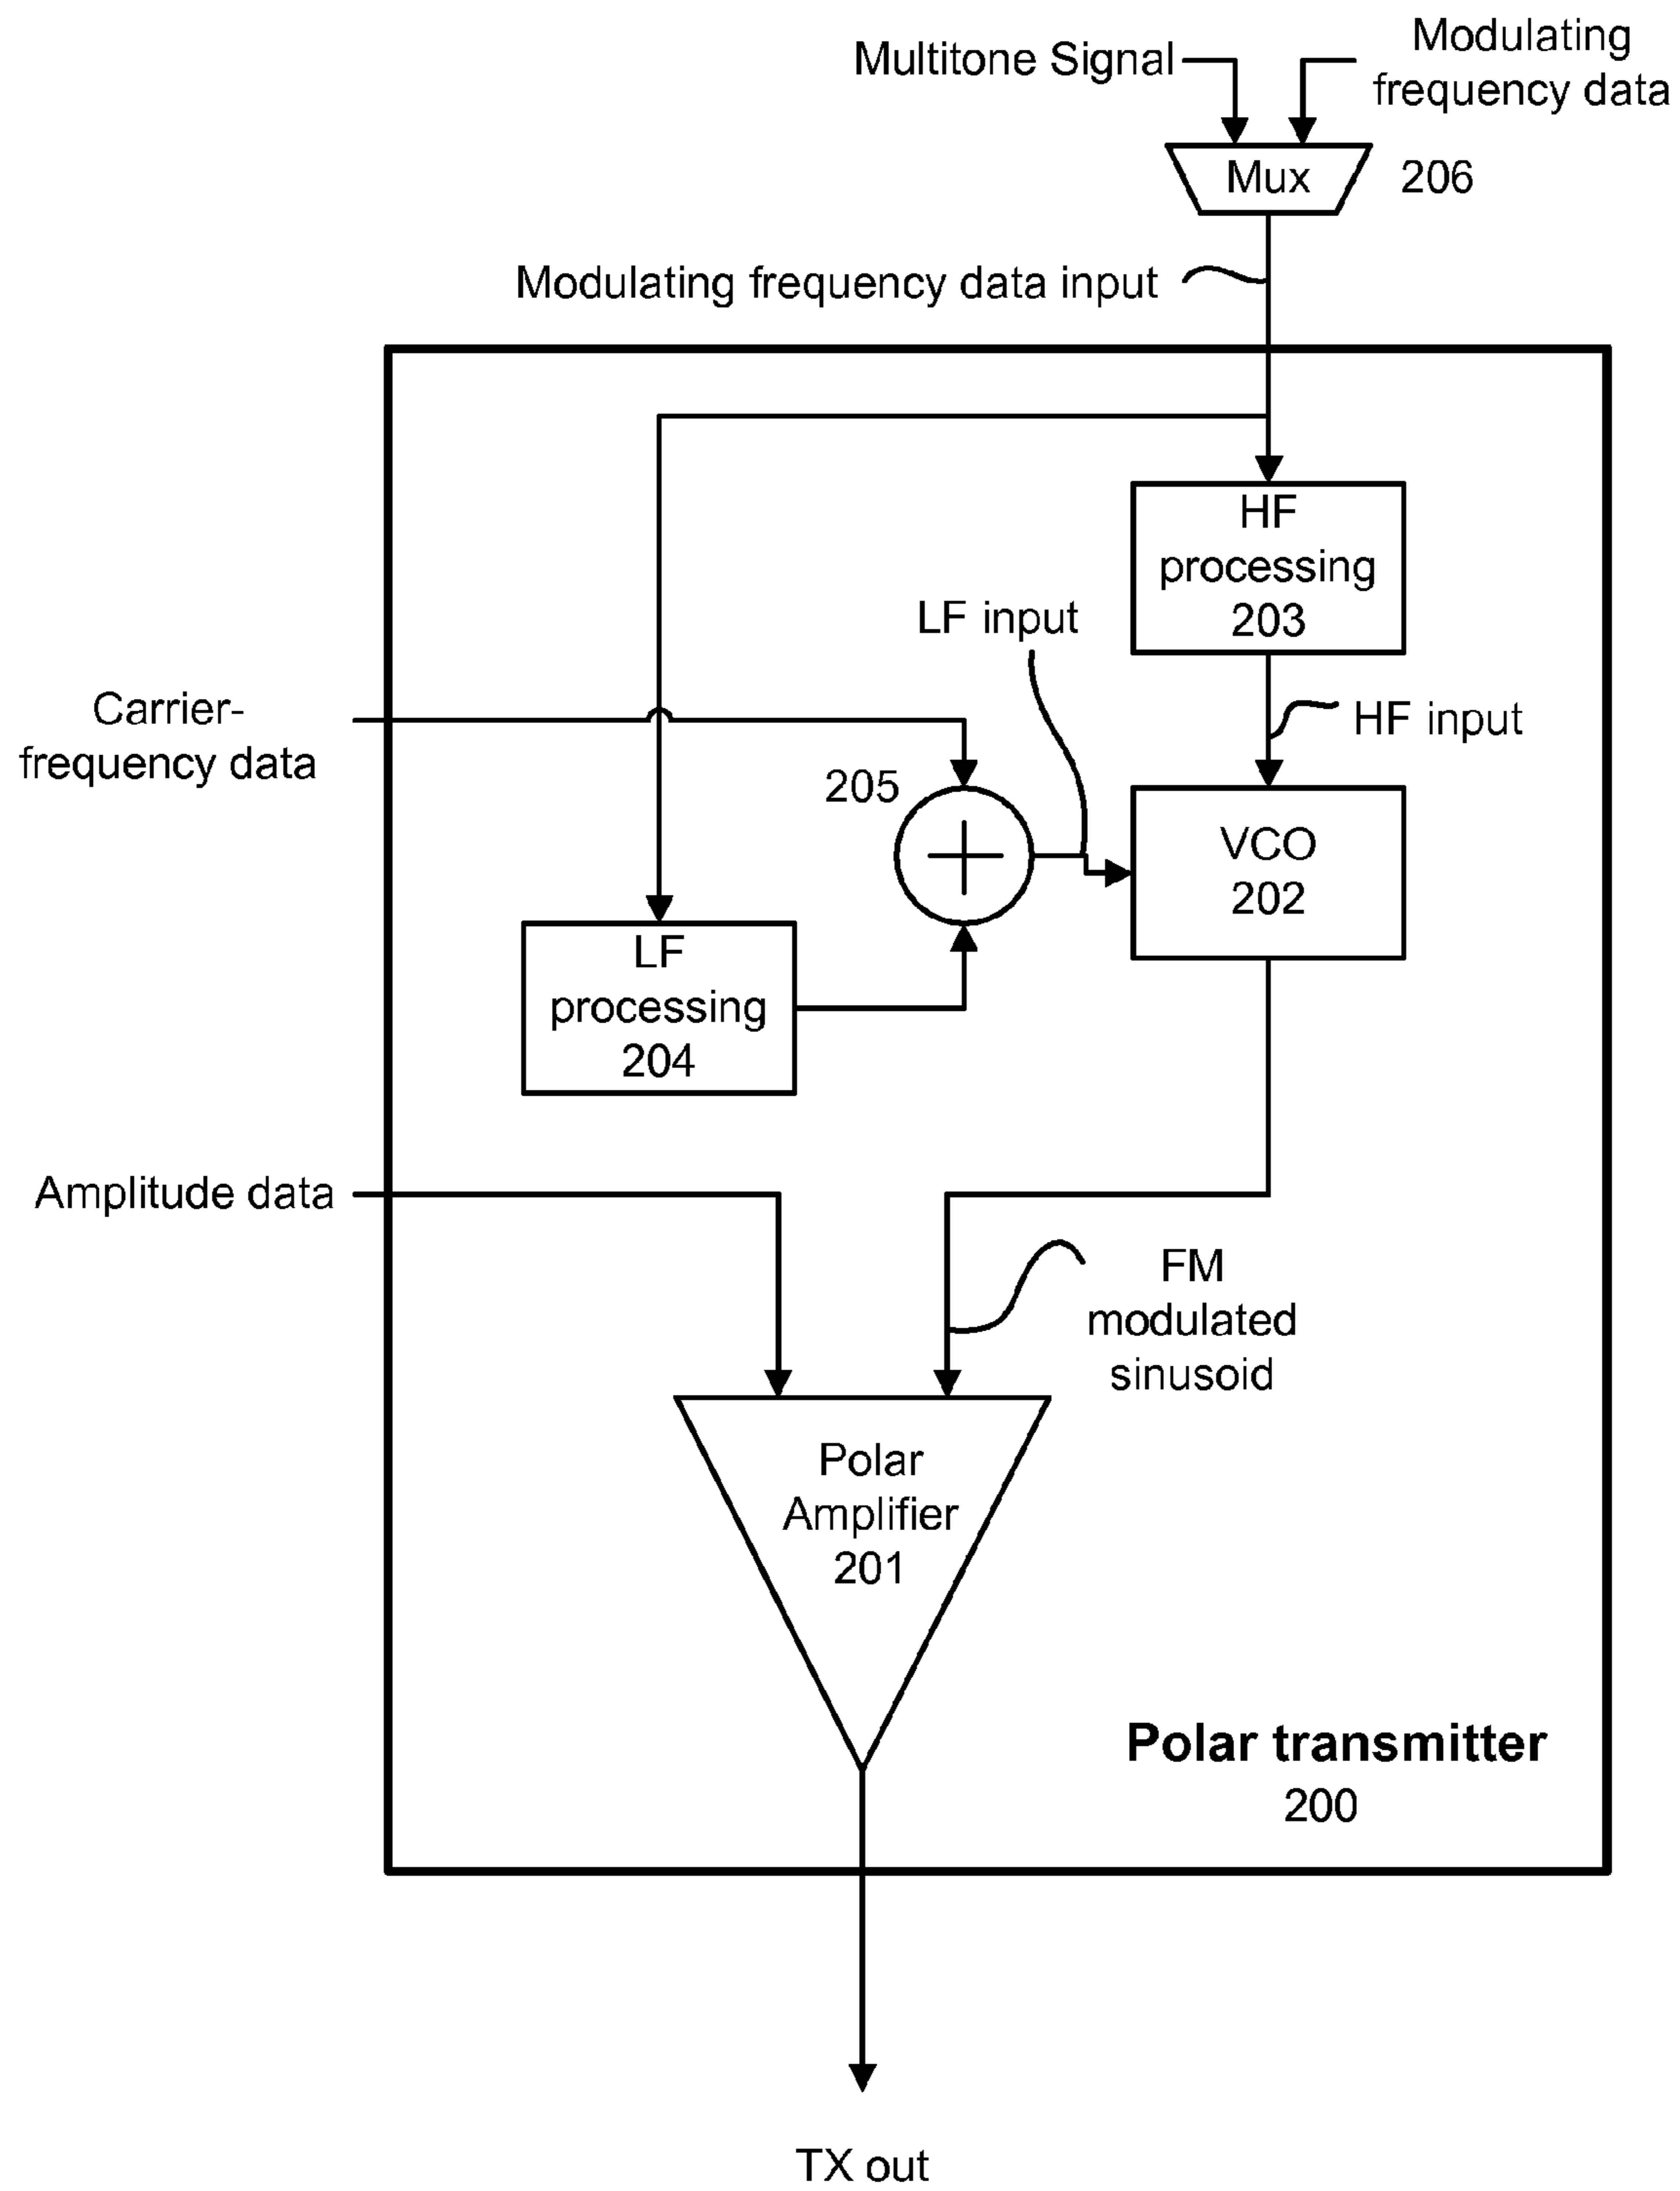 Multitone Signal
Modulating
frequency data
Mux
206
Modulating frequency data input
HF
processing
203
LF input
HF input
Carrier-
frequency data
205
VCO
202
LF
processing
204
Amplitude data
FM
modulated
sinusoid
Polar
Amplifier
201
Polar transmitter
200
TX out